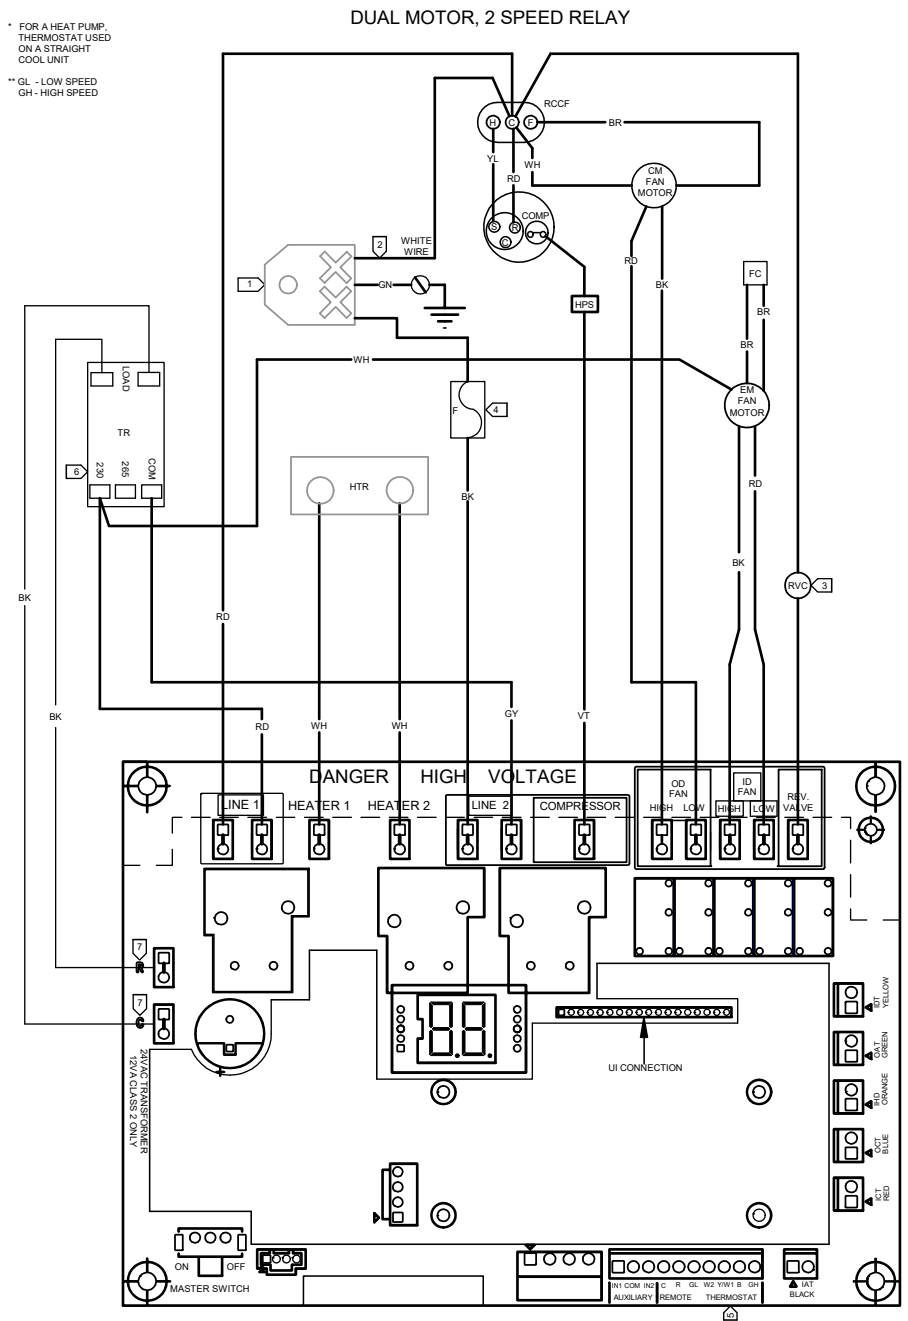 DUAL MOTOR, 2 SPEED RELAY
* FOR A HEAT PUMP,
THERMOSTAT USED
ON A STRAIGHT
COOL UNIT
** GL - LOW SPEED
GH - HIGH SPEED
RCCF
H C F
BR
YL
RD
WH
CM
FAN
MOTOR
COMP
S R
C
2
WHITE
WIRE
1
GN
RD
BK
FC
HPS
BR
BR
WH
EM
FAN
MOTOR
LOAD
TR
F
4
6
230
265
COM
HTR
BK
RD
BK
RVC
3
BK
RD
BK
RD
WH
WH
GY
VT
DANGER HIGH VOLTAGE
OD
FAN
ID
FAN
REV.
VALVE
LINE 1
HEATER 1
HEATER 2
LINE 2
COMPRESSOR
HIGH
LOW
HIGH
LOW
7
R
7
C
24VAC TRANSFORMER
12VA CLASS 2 ONLY
88
UI CONNECTION
IDT
YELLOW
OAT
GREEN
IHD
ORANGE
OCT
BLUE
ICT
RED
ON
OFF
MASTER SWITCH
IN1 COM IN2 C R GL W2 Y/W1 B GH
AUXILIARY
REMOTE
THERMOSTAT
IAT
BLACK
5